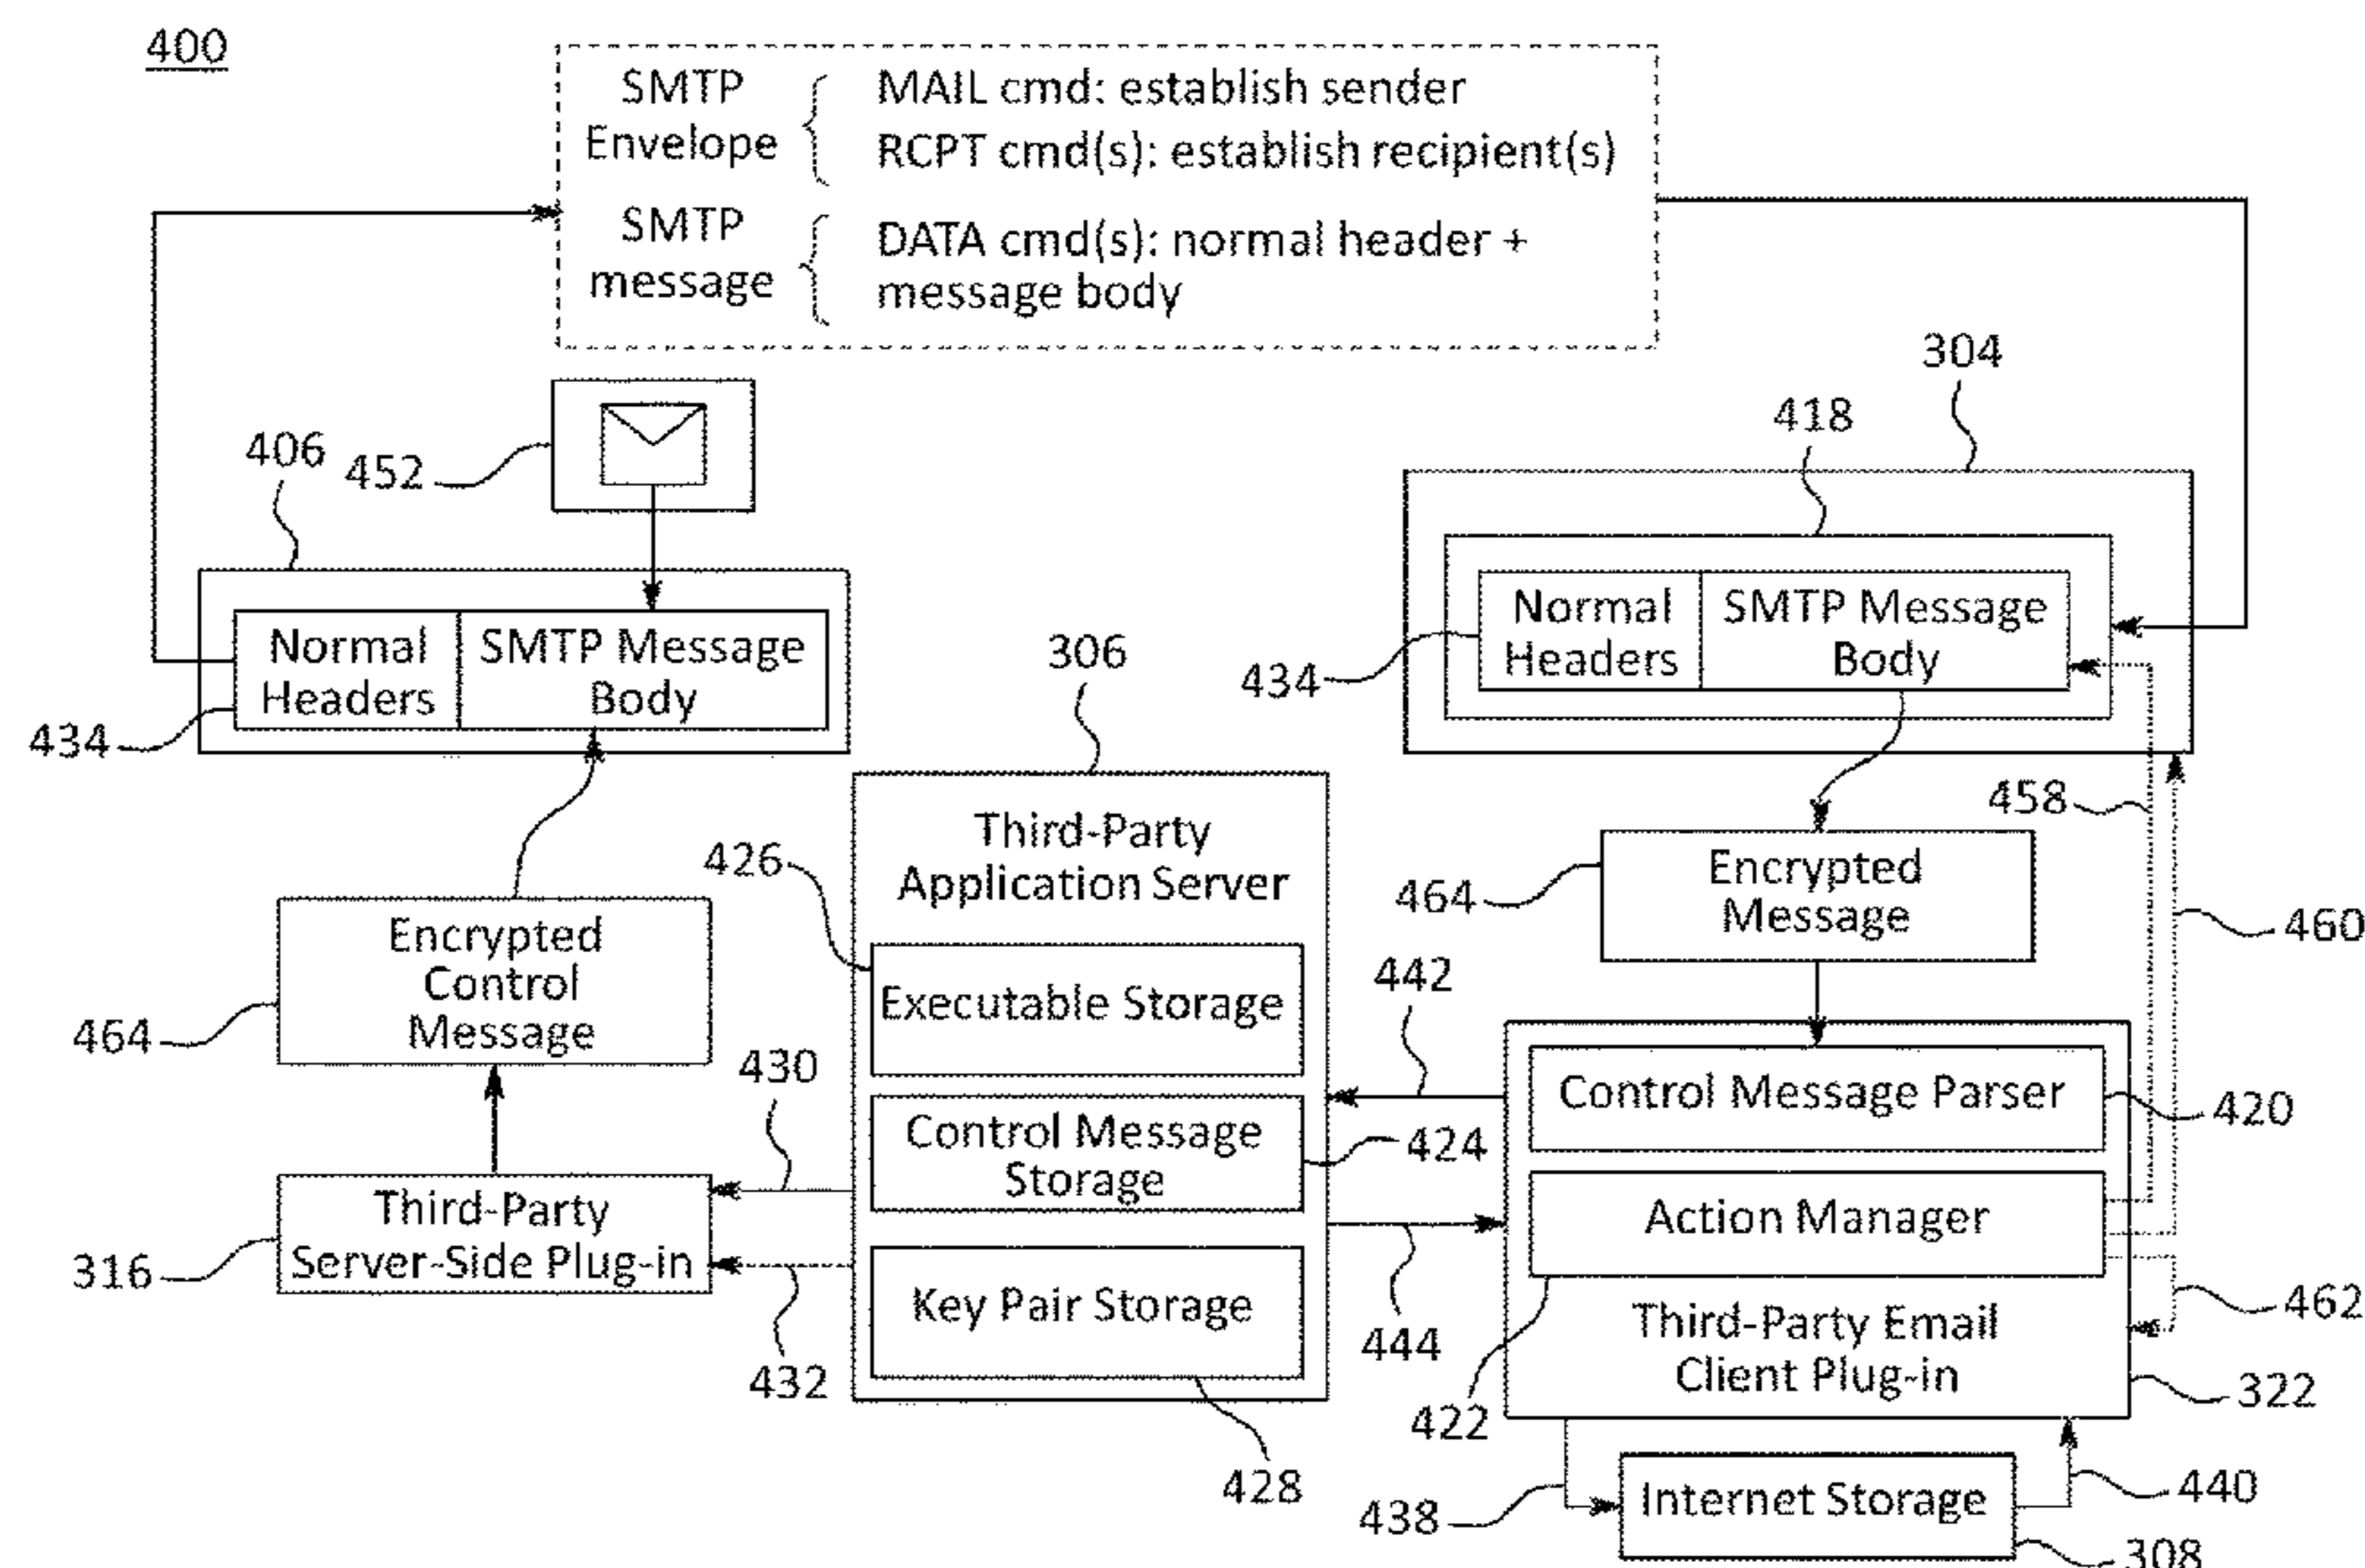 400
SMTP
Envelope
MAIL cmd: establish sender
RCPT cmd(s): establish recipient(s)
SMTP
message
DATA cmd(s): normal header +
message body
304
418
406
452
Normal
Headers
SMTP Message
Body
434
Normal
Headers
SMTP Message
Body
434
306
458
460
Third-Party
Application Server
426
Executable Storage
Control Message
Storage
424
Key Pair Storage
428
Encrypted
Control
Message
464
Encrypted
Message
464
442
430
Third-Party
Server-Side Plug-in
316
432
444
Control Message Parser
420
Action Manager
422
462
Third-Party Email
Client Plug-in
322
438
Internet Storage
440
308